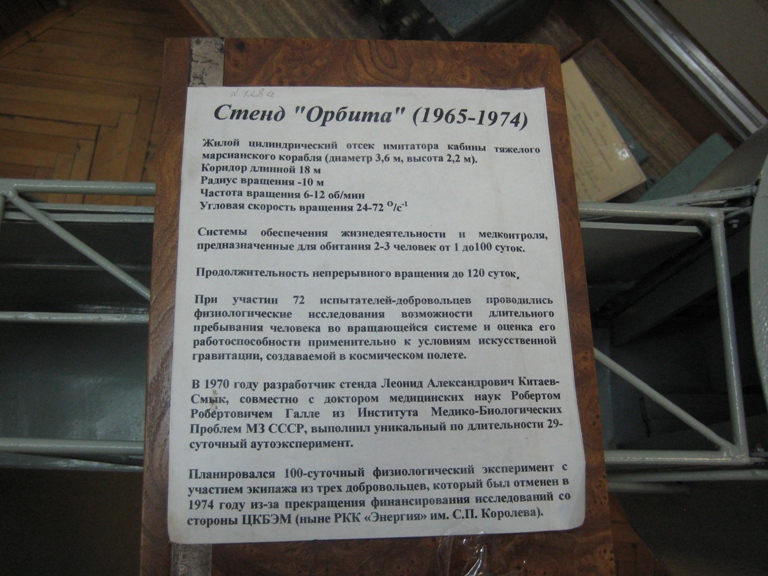 Стенд "Орбита" (1965-1974)
Жилой цилиндрический отсек имитатора кабины тяжелого
марсианского корабля (диаметр 3,6 м, высота 2,2 м).
Коридор длинной 18 м
Радиус вращения -10 м
Частота вращения 6-12 об/мин
Угловая скорость вращения 24-72 О/с-1
Системы обеспечения жизнедеятельности и медконтроля,
предназначенные для обитания 2-3 человек от 1 до100 суток.
Продолжительность непрерывного вращения до 120 суток.
При участии 72 испытателей-добровольцев проводились
физиологические исследования возможности длительного
пребывания человека во вращающейся системе и оценка его
работоспособности применительно к условиям искусственной
гравитации, создаваемой в космическом полете.
В 1970 году разработчик стенда Леонид Александрович Китаев-
Смык, совместно с доктором медицинских наук Робертом
Робертовичем Галле из Института Медико-Биологических
Проблем МЗ СССР, выполнил уникальный по длительности 29-
суточный аутоэксперимент.
Планировался 100-суточный физиологический эксперимент с
участием экипажа из трех добровольцев, который был отменен в
1974 году из-за прекращения финансирования исследований со
стороны ЦКБЭМ (ныне РКК «Энергия» им. С.П. Королева).